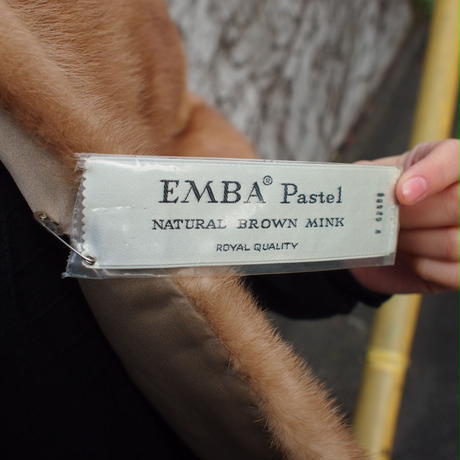 EMBA® Pastel
NATURAL BROWN MINK
ROYAL QUALITY